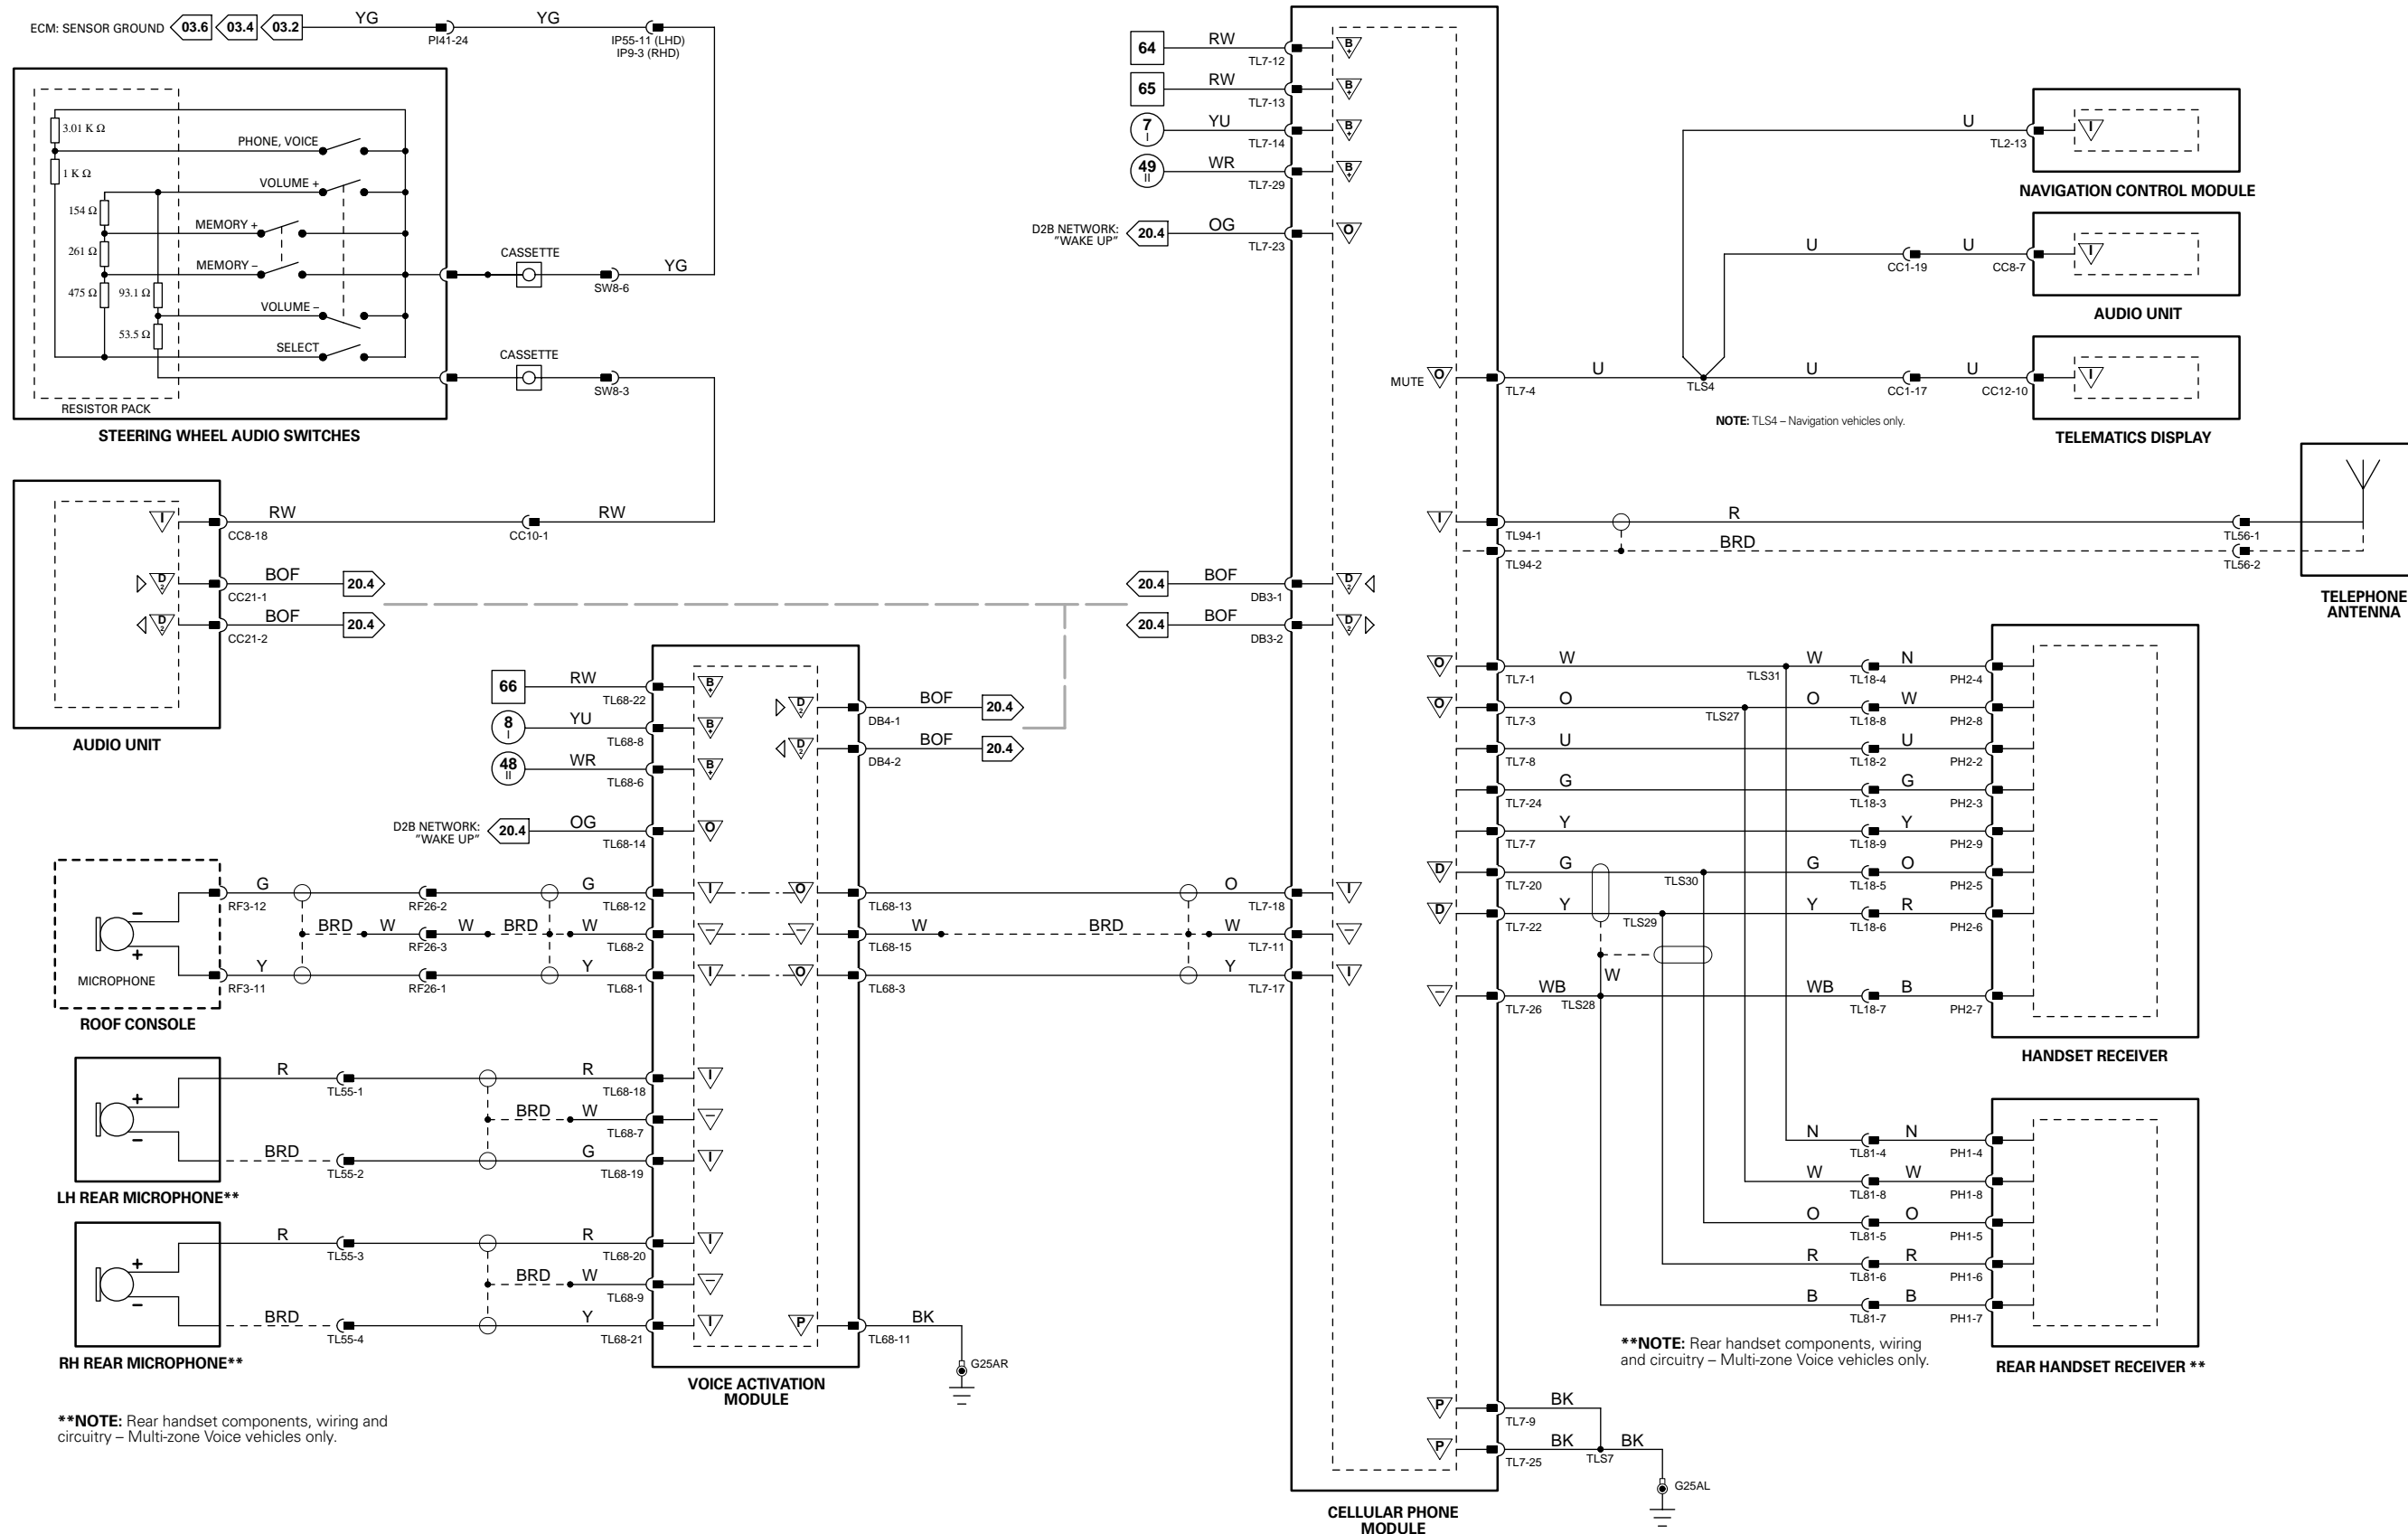 ECM: SENSOR GROUND 03.6 03.4 03.2 YG YG
PI41-24
IP55-11 (LHD)
IP9-3 (RHD)
3.01 K Ω
PHONE, VOICE
1 K Ω
VOLUME +
154 Ω
MEMORY +
261 Ω
MEMORY –
475 Ω 93.1 Ω
VOLUME –
53.5 Ω
SELECT
RESISTOR PACK
STEERING WHEEL AUDIO SWITCHES
CASSETTE
SW8-6
YG
CASSETTE
SW8-3
I
CC8-18
RW
CC10-1
RW
D2
CC21-1
BOF
20.4
D2
CC21-2
BOF
20.4
AUDIO UNIT
66 RW TL68-22 B+
8 I YU TL68-8 B+
48 II WR TL68-6 B+
D2B NETWORK:
"WAKE UP"
20.4 OG TL68-14 O
D2 DB4-1 BOF 20.4
D2 DB4-2 BOF 20.4
MICROPHONE
–
+
ROOF CONSOLE
RF3-12 G RF26-2 G TL68-12 I O TL68-13 O TL7-18 I
BRD W RF26-3 W BRD W TL68-2 – – TL68-15 W BRD W TL7-11 –
RF3-11 Y RF26-1 Y TL68-1 I O TL68-3 Y TL7-17 I
+
–
R TL55-1 R TL68-18 I
BRD W TL68-7 –
BRD TL55-2 G TL68-19 I
LH REAR MICROPHONE**
+
–
R TL55-3 R TL68-20 I
BRD W TL68-9 –
BRD TL55-4 Y TL68-21 I
RH REAR MICROPHONE**
P TL68-11 BK
G25AR
VOICE ACTIVATION
MODULE
**NOTE: Rear handset components, wiring and
circuitry – Multi-zone Voice vehicles only.
64 RW TL7-12 B+
65 RW TL7-13 B+
7 I YU TL7-14 B+
49 II WR TL7-29 B+
D2B NETWORK:
"WAKE UP"
20.4 OG TL7-23 O
20.4 BOF DB3-1 D2
20.4 BOF DB3-2 D2
MUTE O TL7-4 U TLS4
U TL2-13 I
NAVIGATION CONTROL MODULE
U CC1-19 U CC8-7 I
AUDIO UNIT
U CC1-17 U CC12-10 I
TELEMATICS DISPLAY
NOTE: TLS4 – Navigation vehicles only.
I TL94-1 R TL56-1
TL94-2 BRD TL56-2
TELEPHONE
ANTENNA
O TL7-1 W TLS31 W TL18-4 N PH2-4
O TL7-3 O TLS27 O TL18-8 W PH2-8
TL7-8 U TL18-2 U PH2-2
TL7-24 G TL18-3 G PH2-3
TL7-7 Y TL18-9 Y PH2-9
D TL7-20 G TLS30 G TL18-5 O PH2-5
D TL7-22 Y TLS29 Y TL18-6 R PH2-6
W
– TL7-26 WB TLS28 WB TL18-7 B PH2-7
HANDSET RECEIVER
N TL81-4 N PH1-4
W TL81-8 W PH1-8
O TL81-5 O PH1-5
R TL81-6 R PH1-6
B TL81-7 B PH1-7
**NOTE: Rear handset components, wiring
and circuitry – Multi-zone Voice vehicles only.
REAR HANDSET RECEIVER **
P TL7-9 BK
P TL7-25 BK TLS7 BK
G25AL
CELLULAR PHONE
MODULE